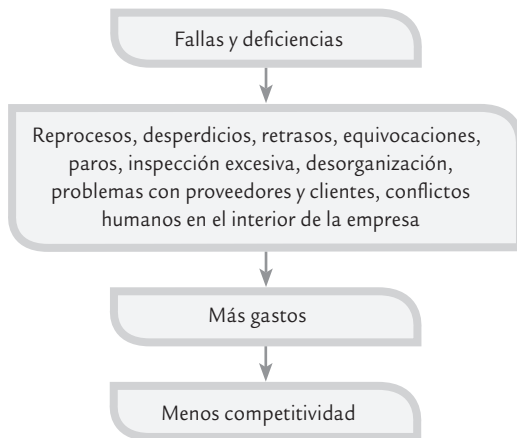 Fallas y deficiencias
Reprocesos, desperdicios, retrasos, equivocaciones,
paros, inspección excesiva, desorganización,
problemas con proveedores y clientes, conflictos
humanos en el interior de la empresa
Más gastos
Menos competitividad